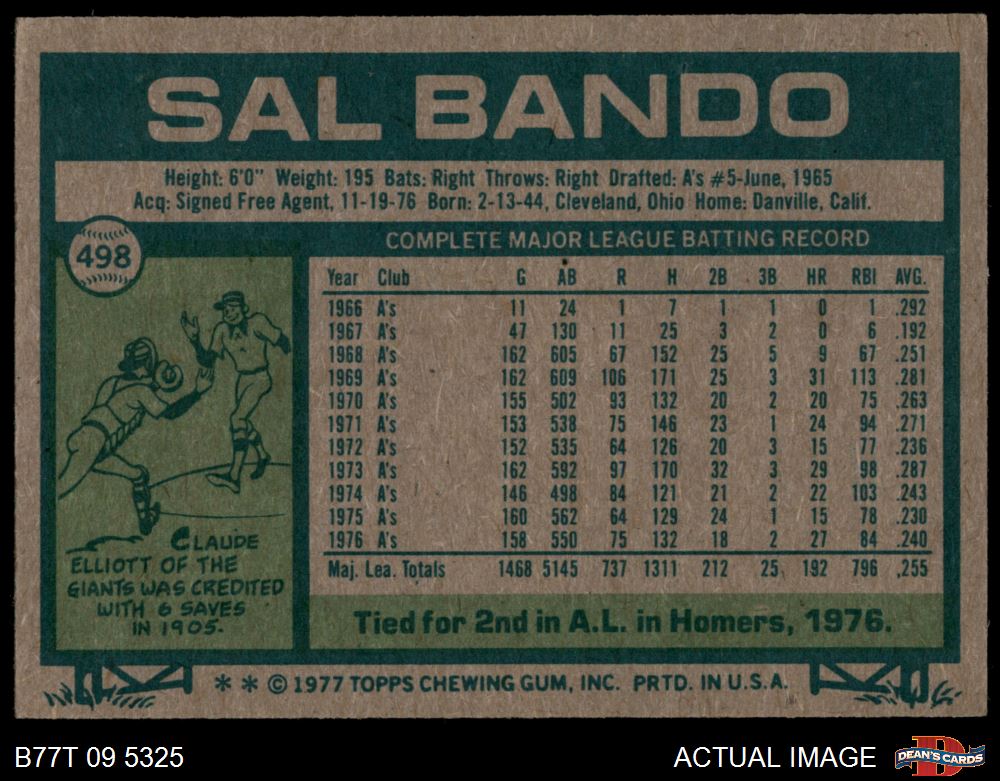 SAL BANDO
Height: 6'0" Weight: 195 Bats: Right Throws: Right Drafted: A's #5-June, 1965
Acq: Signed Free Agent, 11-19-76 Born: 2-13-44, Cleveland, Ohio Home: Danville, Calif.
498
COMPLETE MAJOR LEAGUE BATTING RECORD
Year Club G AB R H 2B 3B HR RBI AVG.
1966 A's 11 24 1 7 1 1 0 1 .292
1967 A's 47 130 11 25 3 2 0 6 .192
1968 A's 162 605 67 152 25 5 9 67 .251
1969 A's 162 609 106 171 25 3 31 113 .281
1970 A's 155 502 93 132 20 2 20 75 .263
1971 A's 153 538 75 146 23 1 24 94 .271
1972 A's 152 535 64 126 20 3 15 77 .236
1973 A's 162 592 97 170 32 3 29 98 .287
1974 A's 146 498 84 121 21 2 22 103 .243
1975 A's 160 562 64 129 24 1 15 78 .230
1976 A's 158 550 75 132 18 2 27 84 .240
Maj. Lea. Totals 1468 5145 737 1311 212 25 192 796 .255
CLAUDE
ELLIOTT OF THE
GIANTS WAS CREDITED
WITH 6 SAVES
IN 1905.
Tied for 2nd in A.L. in Homers, 1976.
* * © 1977 TOPPS CHEWING GUM, INC. PRTD. IN U.S.A.
B77T 09 5325
ACTUAL IMAGE
D
DEAN'S CARDS